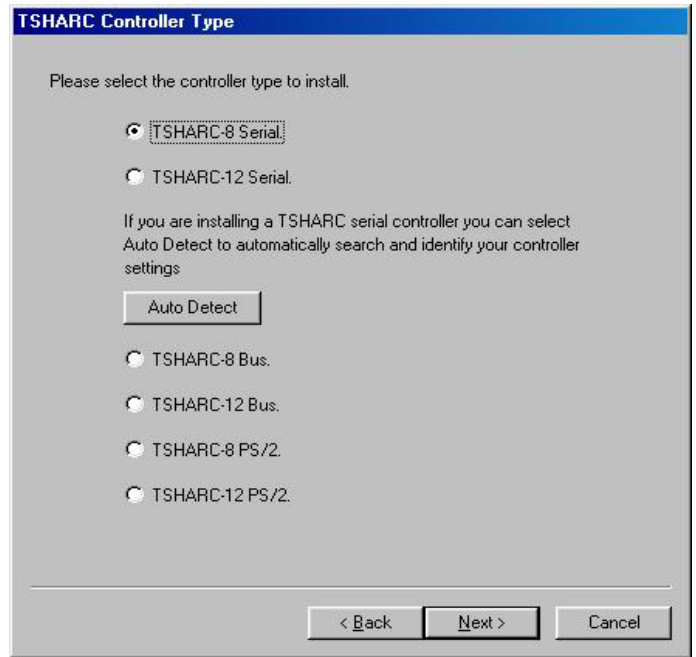 TSHARC Controller Type
Please select the controller type to install.
TSHARC-8 Serial.
TSHARC-12 Serial.
If you are installing a TSHARC serial controller you can select
Auto Detect to automatically search and identify your controller
settings
Auto Detect
TSHARC-8 Bus.
TSHARC-12 Bus.
TSHARC-8 PS/2.
TSHARC-12 PS/2.
< Back
Next >
Cancel